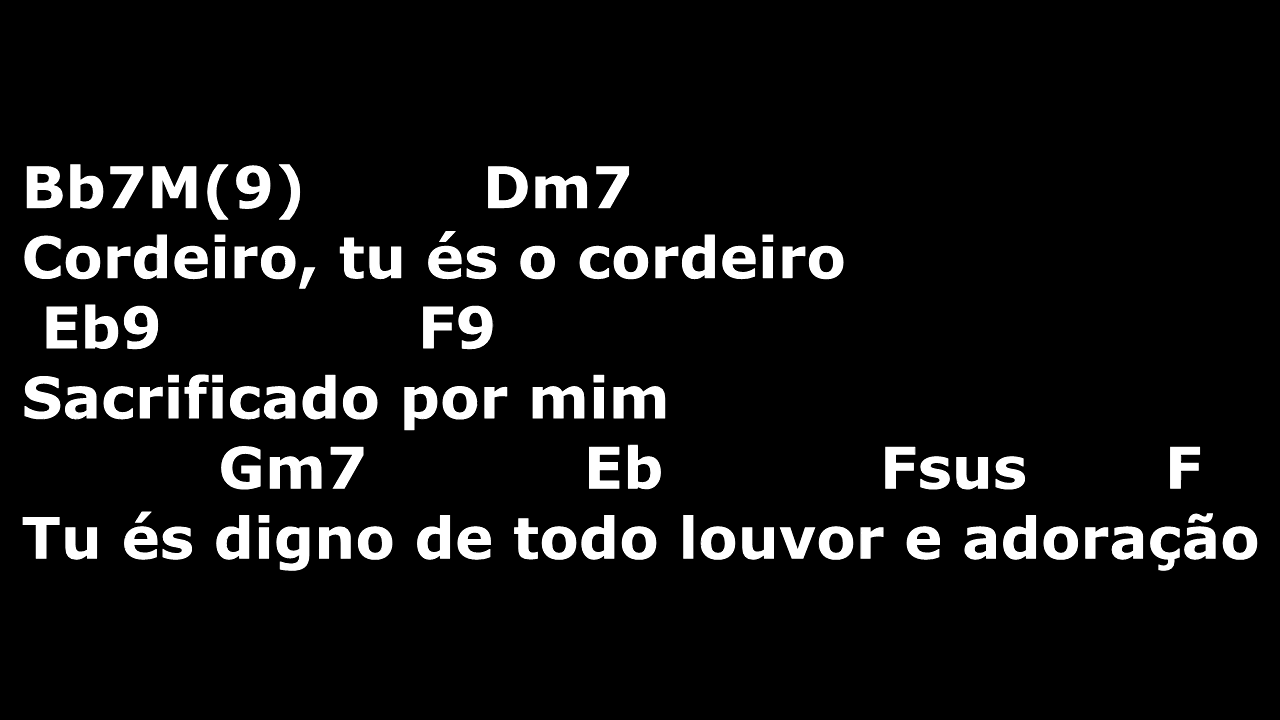 Bb7M(9) Dm7
Cordeiro, tu és o cordeiro
Eb9 F9
Sacrificado por mim
Gm7 Eb Fsus F
Tu és digno de todo louvor e adoração